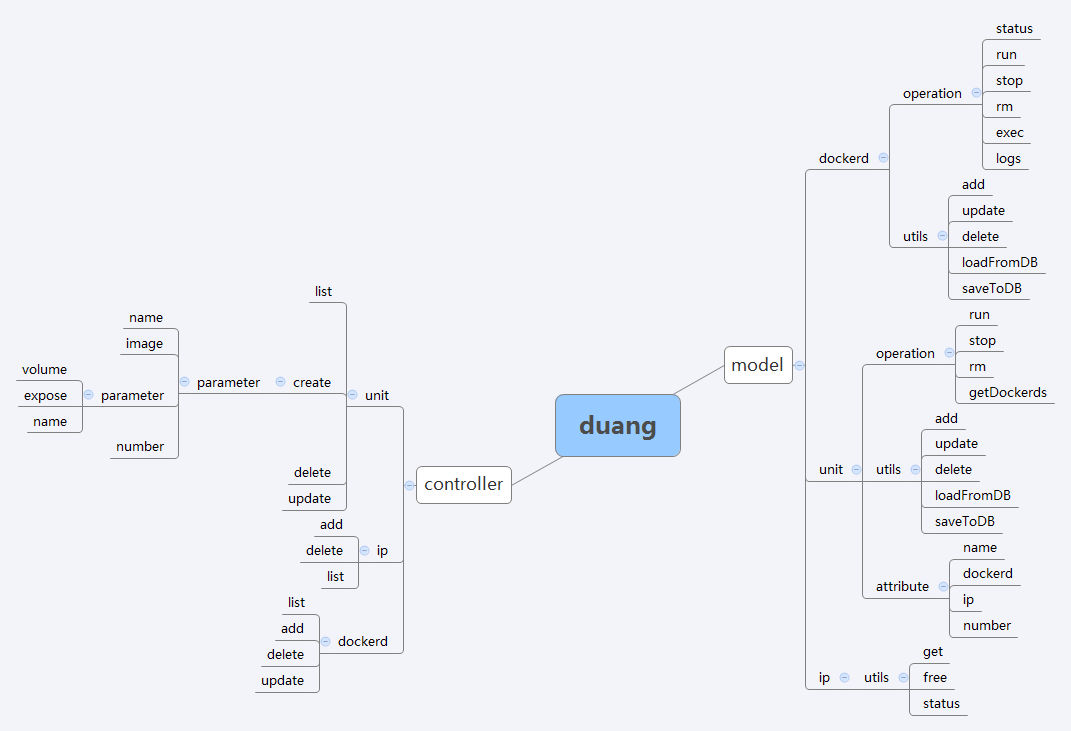 duang
model
dockerd
operation
status
run
stop
rm
exec
logs
utils
add
update
delete
loadFromDB
saveToDB
unit
operation
run
stop
rm
getDockerds
utils
add
update
delete
loadFromDB
saveToDB
attribute
name
dockerd
ip
number
ip
utils
get
free
status
controller
unit
list
create
parameter
name
image
parameter
volume
expose
name
number
delete
update
ip
add
delete
list
dockerd
list
add
delete
update